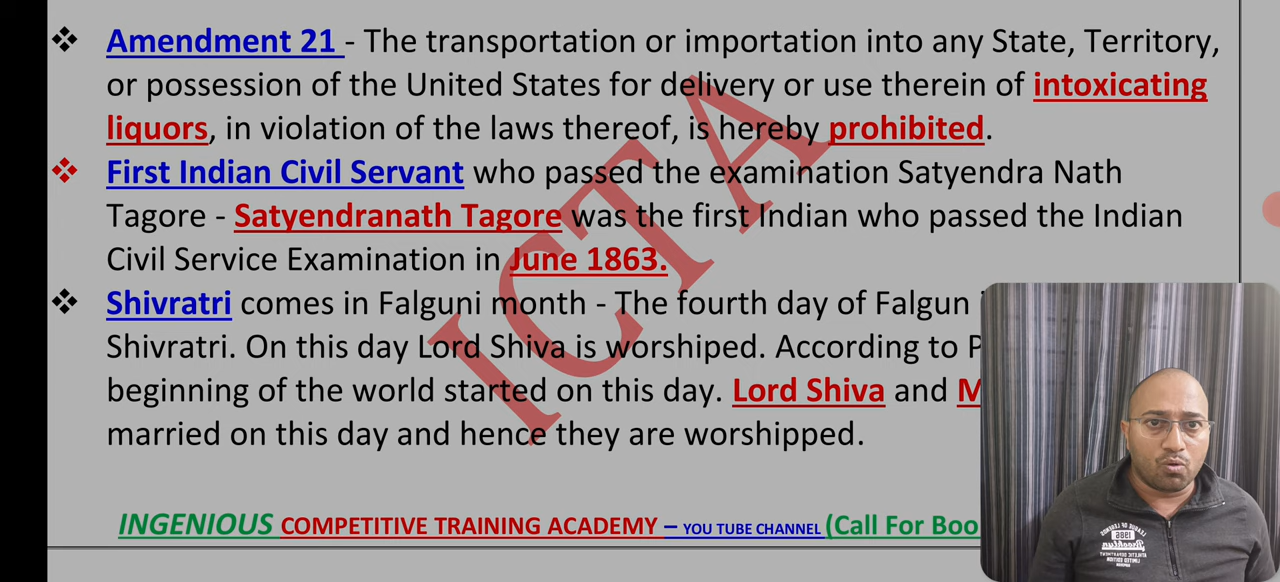 ❖ Amendment 21 - The transportation or importation into any State, Territory,
or possession of the United States for delivery or use therein of intoxicating
liquors, in violation of the laws thereof, is hereby prohibited.
❖ First Indian Civil Servant who passed the examination Satyendra Nath
Tagore - Satyendranath Tagore was the first Indian who passed the Indian
Civil Service Examination in June 1863.
❖ Shivratri comes in Falguni month - The fourth day of Falgun
Shivratri. On this day Lord Shiva is worshiped. According to P
beginning of the world started on this day. Lord Shiva and M
married on this day and hence they are worshipped.
ICTA
INGENIOUS COMPETITIVE TRAINING ACADEMY – YOU TUBE CHANNEL (Call For Boo
1986
Brooklyn